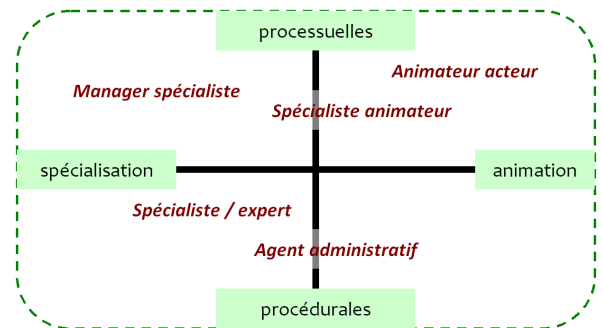 processuelles
Animateur acteur
Manager spécialiste
Spécialiste animateur
spécialisation
animation
Spécialiste / expert
Agent administratif
procédurales